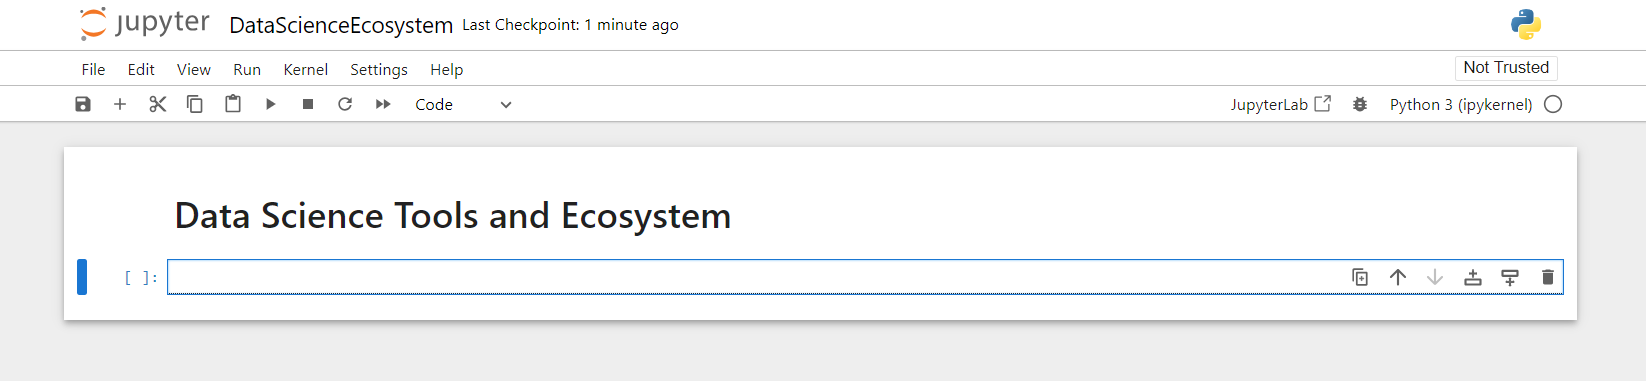 jupyter DataScienceEcosystem Last Checkpoint: 1 minute ago
File Edit View Run Kernel Settings Help Not Trusted
Code JupyterLab Python 3 (ipykernel)
Data Science Tools and Ecosystem
[ ]: